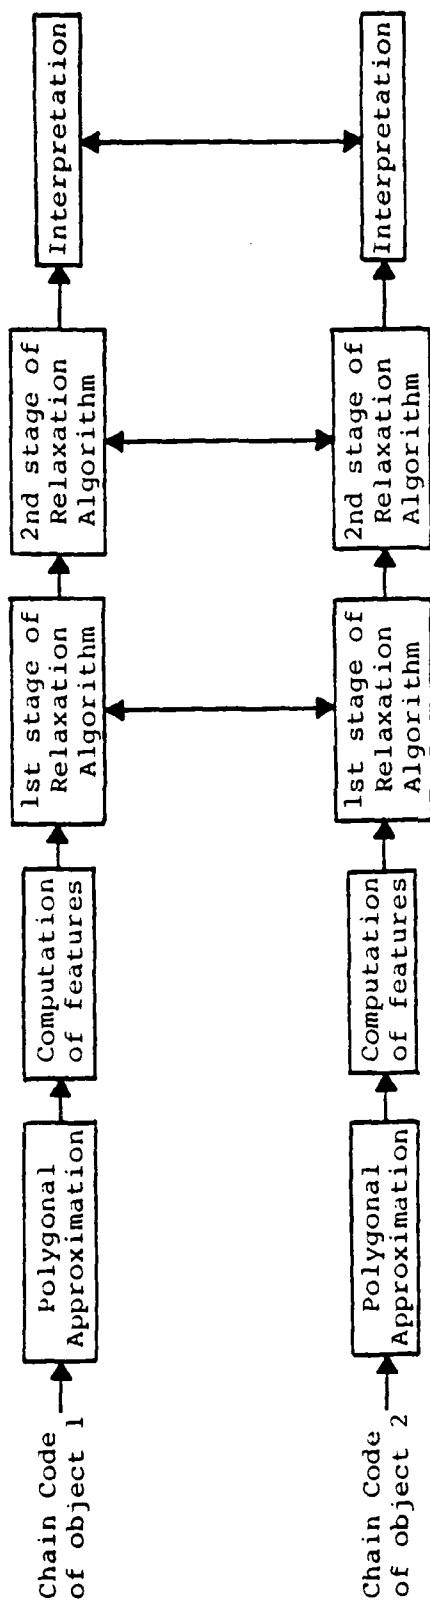 Chain Code
of object 1
Polygonal
Approximation
Computation
of features
1st stage of
Relaxation
Algorithm
2nd stage of
Relaxation
Algorithm
Interpretation
Chain Code
of object 2
Polygonal
Approximation
Computation
of features
1st stage of
Relaxation
Algorithm
2nd stage of
Relaxation
Algorithm
Interpretation